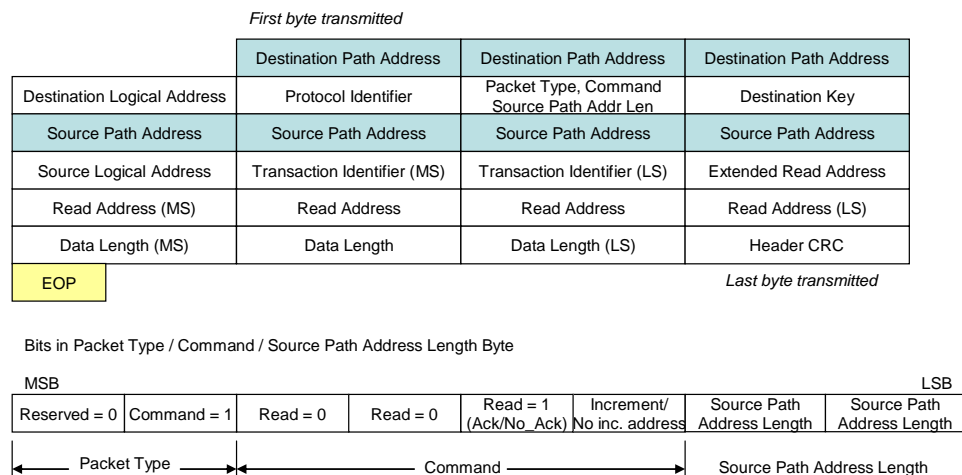 First byte transmitted
Destination Path Address
Destination Path Address
Destination Path Address
Destination Logical Address
Protocol Identifier
Packet Type, Command
Source Path Addr Len
Destination Key
Source Path Address
Source Path Address
Source Path Address
Source Path Address
Source Logical Address
Transaction Identifier (MS)
Transaction Identifier (LS)
Extended Read Address
Read Address (MS)
Read Address
Read Address
Read Address (LS)
Data Length (MS)
Data Length
Data Length (LS)
Header CRC
EOP
Last byte transmitted
Bits in Packet Type / Command / Source Path Address Length Byte
MSB
LSB
Reserved = 0
Command = 1
Read = 0
Read = 0
Read = 1
(Ack/No_Ack)
Increment/
No inc. address
Source Path
Address Length
Source Path
Address Length
Packet Type
Command
Source Path Address Length